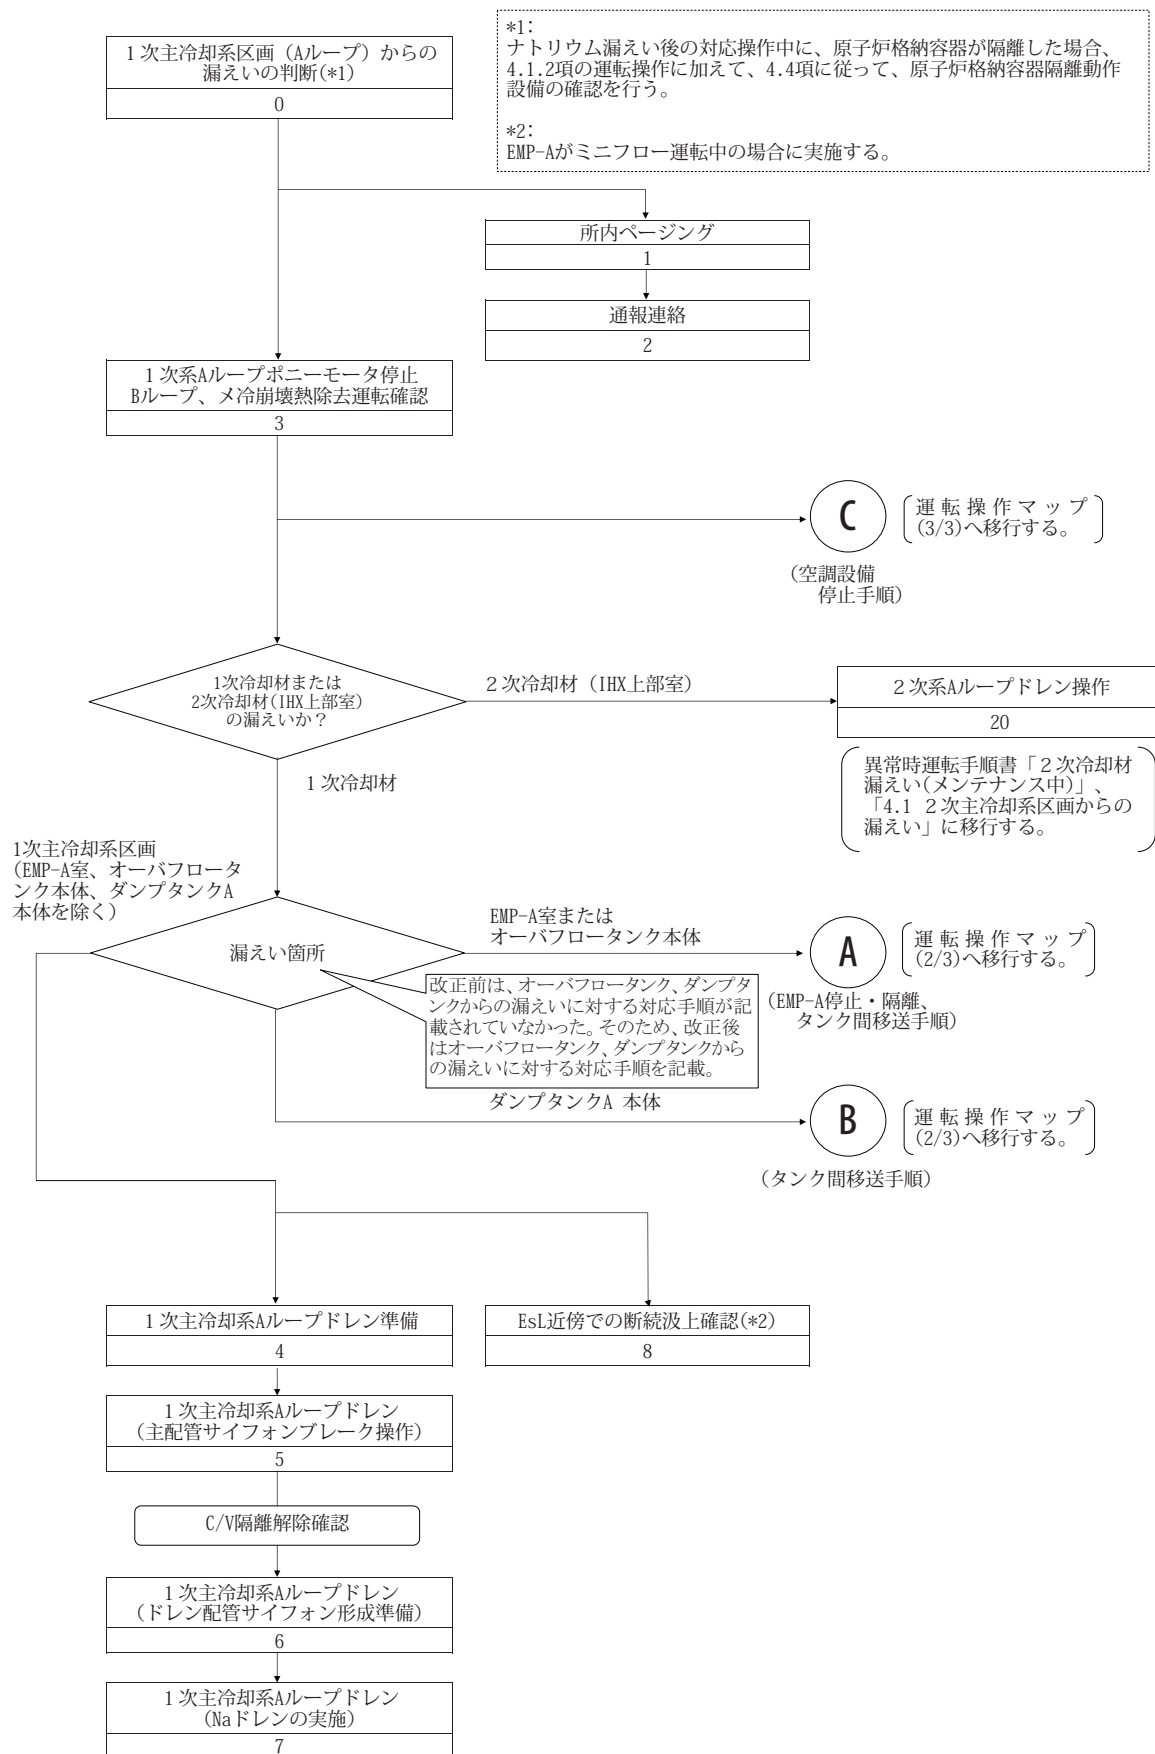 1次主冷却系区画（Aループ）からの
漏えいの判断(*1)
0
*1：
ナトリウム漏えい後の対応操作中に、原子炉格納容器が隔離した場合、
4.1.2項の運転操作に加えて、4.4項に従って、原子炉格納容器隔離動作
設備の確認を行う。
*2：
EMP-Aがミニフロー運転中の場合に実施する。
所内ページング
1
通報連絡
2
1次系Aループポニーモータ停止
Bループ、メ冷崩壊熱除去運転確認
3
C
運転操作マップ
(3/3)へ移行する。
（空調設備
停止手順）
1次冷却材または
2次冷却材(IHX上部室)
の漏えいか？
2次冷却材（IHX上部室）
2次系Aループドレン操作
20
異常時運転手順書「２次冷却材
漏えい(メンテナンス中)」、
「4.1 ２次主冷却系区画からの
漏えい」に移行する。
1次冷却材
1次主冷却系区画
（EMP-A室、オーバフロータ
ンク本体、ダンプタンクA
本体を除く）
漏えい箇所
EMP-A室または
オーバフロータンク本体
A
運転操作マップ
(2/3)へ移行する。
（EMP-A停止・隔離、
タンク間移送手順）
改正前は、オーバフロータンク、ダンプタ
ンクからの漏えいに対する対応手順が記
載されていなかった。そのため、改正後
はオーバフロータンク、ダンプタンクから
の漏えいに対する対応手順を記載。
ダンプタンクA 本体
B
運転操作マップ
(2/3)へ移行する。
（タンク間移送手順）
1次主冷却系Aループドレン準備
4
EsL近傍での断続汲上確認(*2)
8
1次主冷却系Aループドレン
（主配管サイフォンブレーク操作）
5
C/V隔離解除確認
1次主冷却系Aループドレン
（ドレン配管サイフォン形成準備）
6
1次主冷却系Aループドレン
（Naドレンの実施）
7